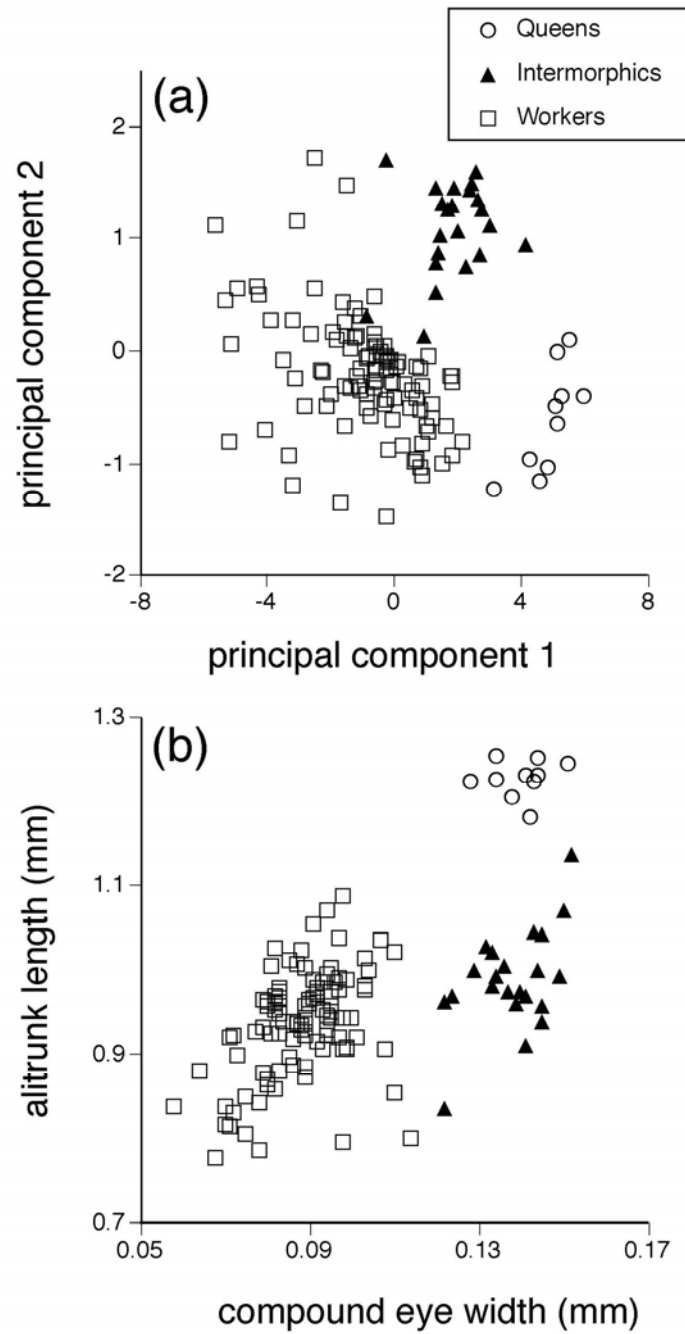 Queens
Intermorphics
Workers
(a)
principal component 2
2
1
0
-1
-2
-8
-4
0
4
8
principal component 1
(b)
alitrunk length (mm)
1.3
1.1
0.9
0.7
0.05
0.09
0.13
0.17
compound eye width (mm)